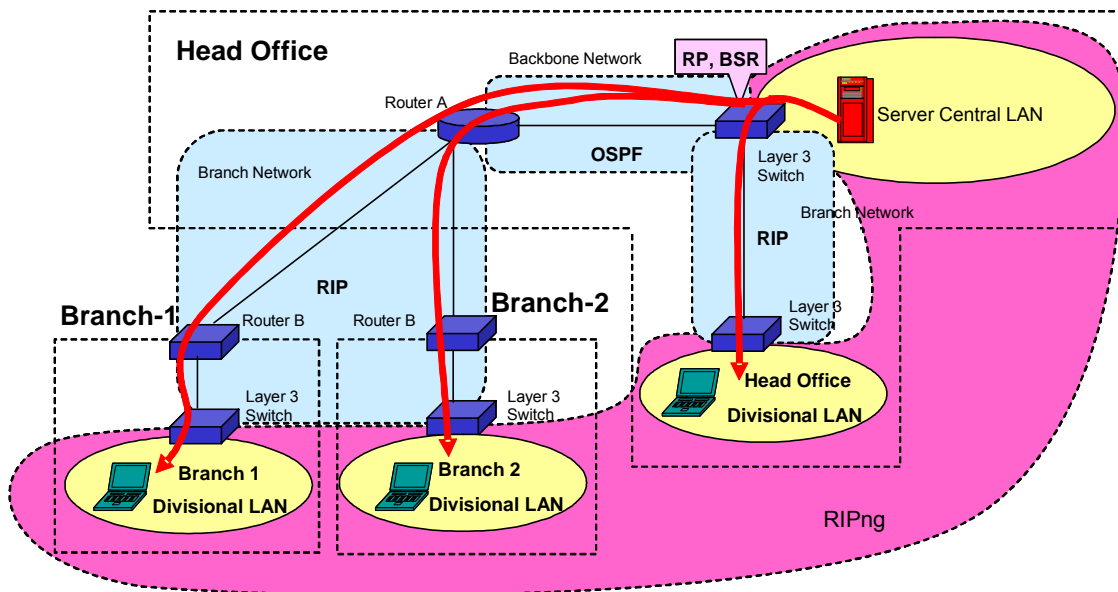 Head Office
Backbone Network
RP, BSR
Router A
Server Central LAN
OSPF
Layer 3
Switch
Branch Network
Branch Network
RIP
RIP
Branch-1
Branch-2
Router B
Router B
Layer 3
Switch
Layer 3
Switch
Layer 3
Switch
Head Office
Divisional LAN
Branch 1
Divisional LAN
Branch 2
Divisional LAN
RIPng